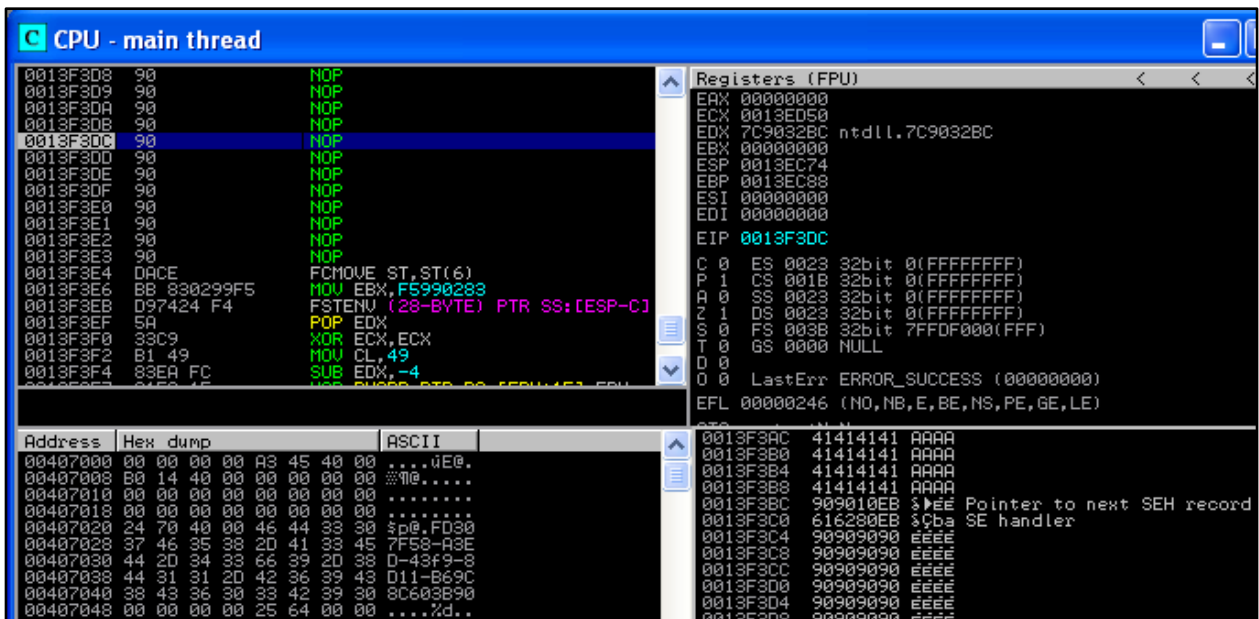 C CPU - main thread
0013F3D8 90 NOP
0013F3D9 90 NOP
0013F3DA 90 NOP
0013F3DB 90 NOP
0013F3DC 90 NOP
0013F3DD 90 NOP
0013F3DE 90 NOP
0013F3DF 90 NOP
0013F3E0 90 NOP
0013F3E1 90 NOP
0013F3E2 90 NOP
0013F3E3 90 NOP
0013F3E4 DACE FCMOVE ST,ST(6)
0013F3E6 BB 830299F5 MOV EBX,F5990283
0013F3EB D97424 F4 FSTENV (28-BYTE) PTR SS:[ESP-C]
0013F3EF 5A POP EDX
0013F3F0 33C9 XOR ECX,ECX
0013F3F2 B1 49 MOV CL,49
0013F3F4 83EA FC SUB EDX,-4
Registers (FPU) < < <
EAX 00000000
ECX 0013ED50
EDX 7C9032BC ntdll.7C9032BC
EBX 00000000
ESP 0013EC74
EBP 0013EC88
ESI 00000000
EDI 00000000
EIP 0013F3DC
C 0 ES 0023 32bit 0(FFFFFFFF)
P 1 CS 001B 32bit 0(FFFFFFFF)
A 0 SS 0023 32bit 0(FFFFFFFF)
Z 1 DS 0023 32bit 0(FFFFFFFF)
S 0 FS 003B 32bit 7FFDF000(FFF)
T 0 GS 0000 NULL
D 0
O 0 LastErr ERROR_SUCCESS (00000000)
EFL 00000246 (NO,NB,E,BE,NS,PE,GE,LE)
Address Hex dump ASCII
00407000 00 00 00 00 A3 45 40 00 ....úE@.
00407008 B0 14 40 00 00 00 00 00 ░¶@.....
00407010 00 00 00 00 00 00 00 00 ........
00407018 00 00 00 00 00 00 00 00 ........
00407020 24 70 40 00 46 44 33 30 $p@.FD30
00407028 37 46 35 38 2D 41 33 45 7F58-A3E
00407030 44 2D 34 33 66 39 2D 38 D-43f9-8
00407038 44 31 31 2D 42 36 39 43 D11-B69C
00407040 38 43 36 30 33 42 39 30 8C603B90
00407048 00 00 00 00 25 64 00 00 ....%d..
0013F3AC 41414141 AAAA
0013F3B0 41414141 AAAA
0013F3B4 41414141 AAAA
0013F3B8 41414141 AAAA
0013F3BC 909010EB δ►ÉÉ Pointer to next SEH record
0013F3C0 616280EB δÇba SE handler
0013F3C4 90909090 ÉÉÉÉ
0013F3C8 90909090 ÉÉÉÉ
0013F3CC 90909090 ÉÉÉÉ
0013F3D0 90909090 ÉÉÉÉ
0013F3D4 90909090 ÉÉÉÉ